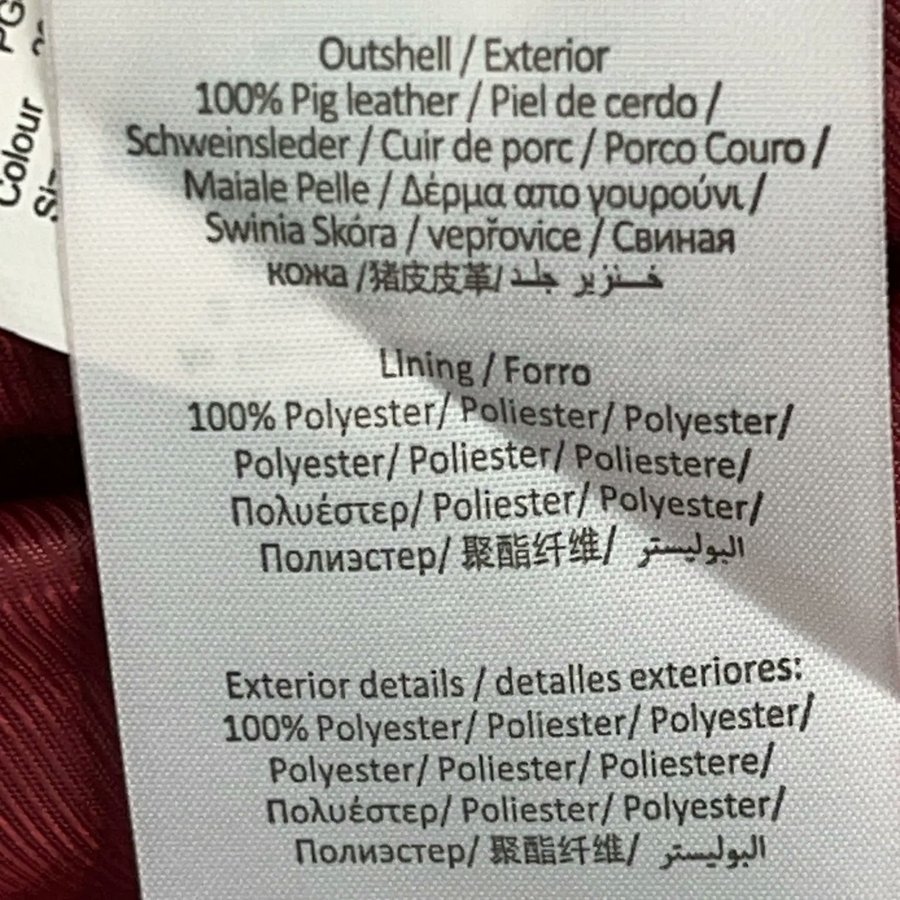 Colour
Outshell / Exterior
100% Pig leather / Piel de cerdo /
Schweinsleder / Cuir de porc / Porco Couro /
Maiale Pelle / Δέρμα απο γουρούνι /
Swinia Skóra / vepřovice / Свиная
кожа /猪皮皮革/ خنزير جلد
Lining / Forro
100% Polyester/ Poliester/ Polyester/
Polyester/ Poliester/ Poliestere/
Πολυέστερ/ Poliester/ Polyester/
Полиэстер/ 聚酯纤维/ البوليستر
Exterior details / detalles exteriores:
100% Polyester/ Poliester/ Polyester/
Polyester/ Poliester/ Poliestere/
Πολυέστερ/ Poliester/ Polyester/
Полиэстер/ 聚酯纤维/ البوليستر